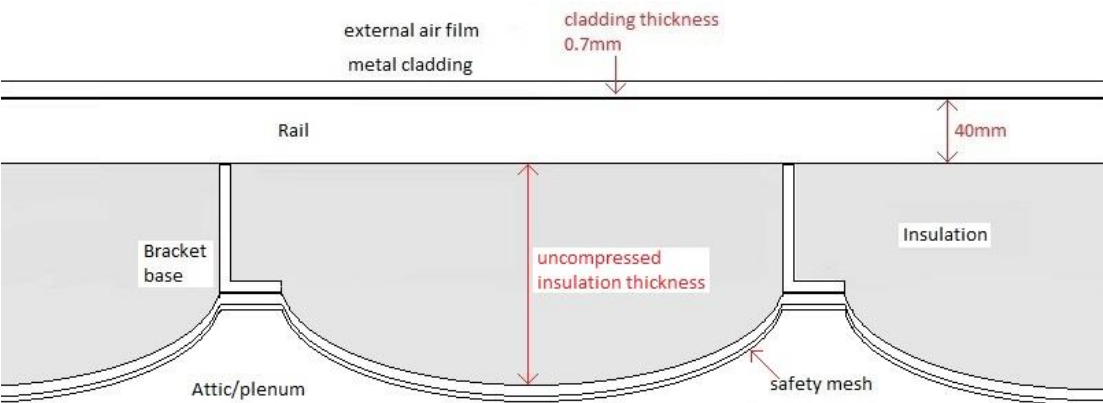 external air film
cladding thickness
0.7mm
metal cladding
Rail
40mm
Insulation
Bracket
base
uncompressed
insulation thickness
Attic/plenum
safety mesh